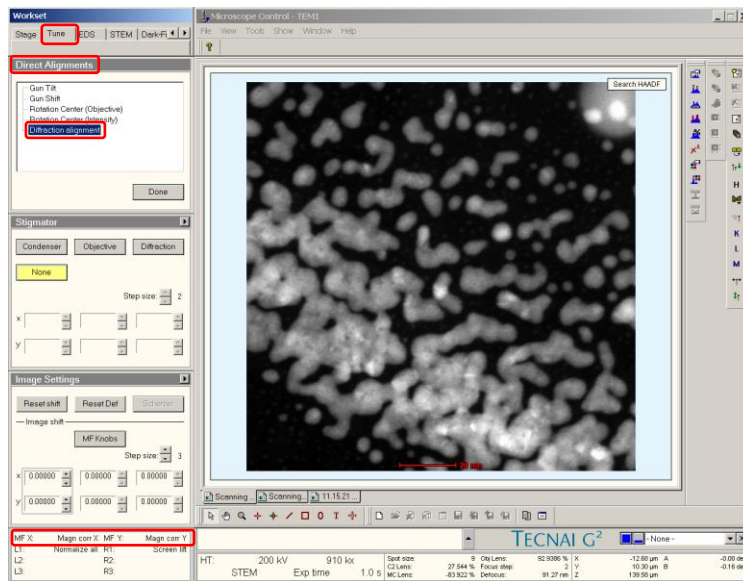 Workset
Stage Tune EDS STEM Dark-Fi
Direct Alignments
Gun Tilt
Gun Shift
Rotation Center (Objective)
Rotation Center (Intensity)
Diffraction alignment
Done
Stigmator
Condenser Objective Diffraction
None
Step size: 2
x
y
Image Settings
Reset shift Reset Def Scherzer
Image shift
MF Knobs
Step size: 3
x 0.00000 0.00000 0.00000
y 0.00000 0.00000 0.00000
MF X: Magn corr X MF Y: Magn corr Y
L1: Normalize all R1: Screen lift
L2: R2:
L3: R3:
Microscope Control - TEM1
File View Tools Show Window Help
Search HAADF
Scanning... Scanning... 11.15.21 ...
TECNAI G² - None -
HT: 200 kV 910 kx
STEM Exp time 1.0 s
Spot size: 9 Obj Lens: 92.9386 % X -12.68 µm A -0.00 de
C2 Lens: 27.544 % Focus step: 2 Y 10.30 µm B -0.16 de
MC Lens: -83.922 % Defocus: 91.27 nm Z 139.55 µm
H
K
L
M